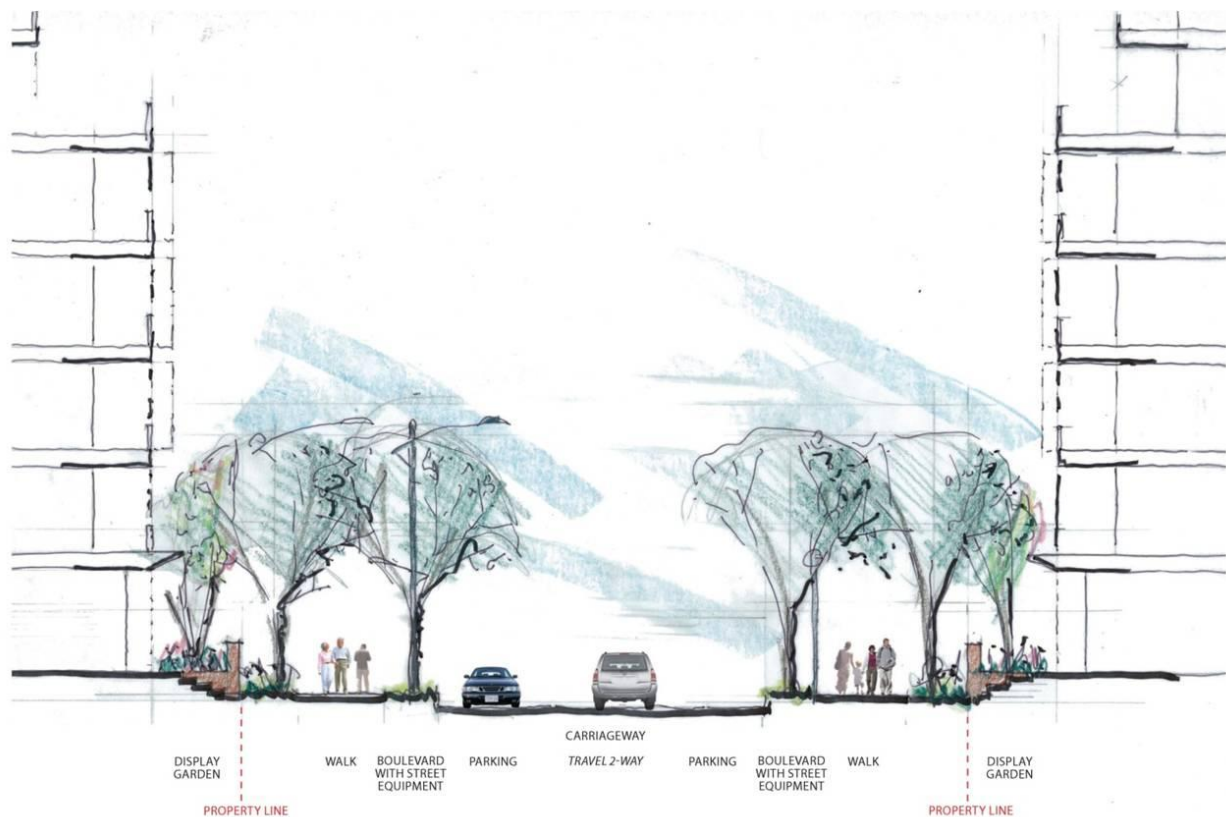 CARRIAGEWAY
DISPLAY
GARDEN
WALK
BOULEVARD
WITH STREET
EQUIPMENT
PARKING
TRAVEL 2-WAY
PARKING
BOULEVARD
WITH STREET
EQUIPMENT
WALK
DISPLAY
GARDEN
PROPERTY LINE
PROPERTY LINE